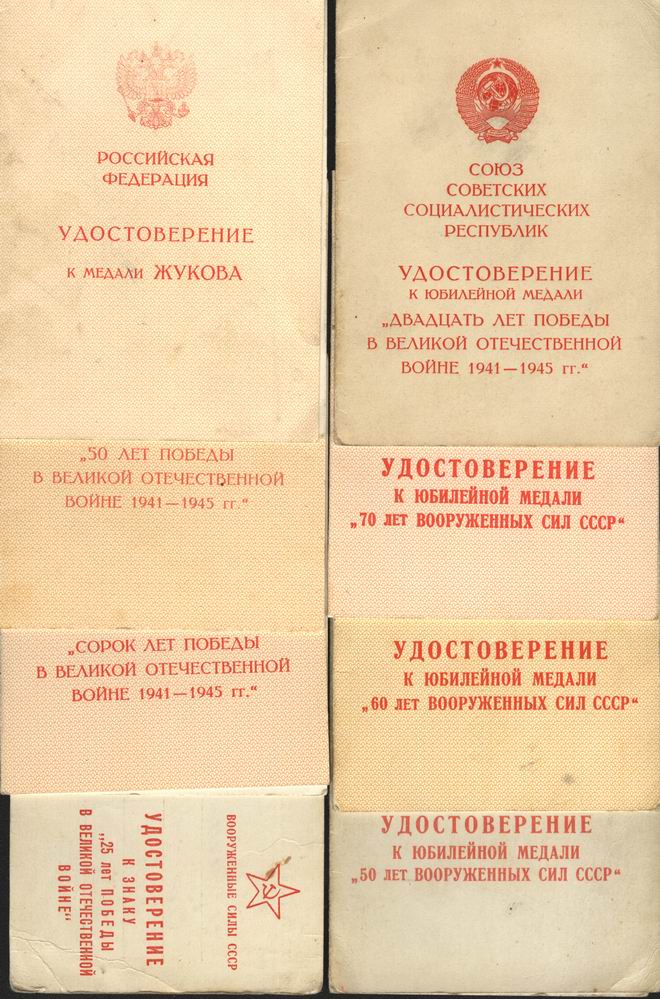 РОССИЙСКАЯ
ФЕДЕРАЦИЯ
УДОСТОВЕРЕНИЕ
К МЕДАЛИ ЖУКОВА
„50 ЛЕТ ПОБЕДЫ
В ВЕЛИКОЙ ОТЕЧЕСТВЕННОЙ
ВОЙНЕ 1941—1945 гг.“
„СОРОК ЛЕТ ПОБЕДЫ
В ВЕЛИКОЙ ОТЕЧЕСТВЕННОЙ
ВОЙНЕ 1941—1945 гг.“
ВООРУЖЕННЫЕ СИЛЫ СССР
УДОСТОВЕРЕНИЕ
К ЗНАКУ
„25 ЛЕТ ПОБЕДЫ
В ВЕЛИКОЙ ОТЕЧЕСТВЕННОЙ
ВОЙНЕ“
СОЮЗ
СОВЕТСКИХ
СОЦИАЛИСТИЧЕСКИХ
РЕСПУБЛИК
УДОСТОВЕРЕНИЕ
К ЮБИЛЕЙНОЙ МЕДАЛИ
„ДВАДЦАТЬ ЛЕТ ПОБЕДЫ
В ВЕЛИКОЙ ОТЕЧЕСТВЕННОЙ
ВОЙНЕ 1941—1945 гг.“
УДОСТОВЕРЕНИЕ
К ЮБИЛЕЙНОЙ МЕДАЛИ
„70 ЛЕТ ВООРУЖЕННЫХ СИЛ СССР“
УДОСТОВЕРЕНИЕ
К ЮБИЛЕЙНОЙ МЕДАЛИ
„60 ЛЕТ ВООРУЖЕННЫХ СИЛ СССР“
УДОСТОВЕРЕНИЕ
К ЮБИЛЕЙНОЙ МЕДАЛИ
„50 ЛЕТ ВООРУЖЕННЫХ СИЛ СССР“